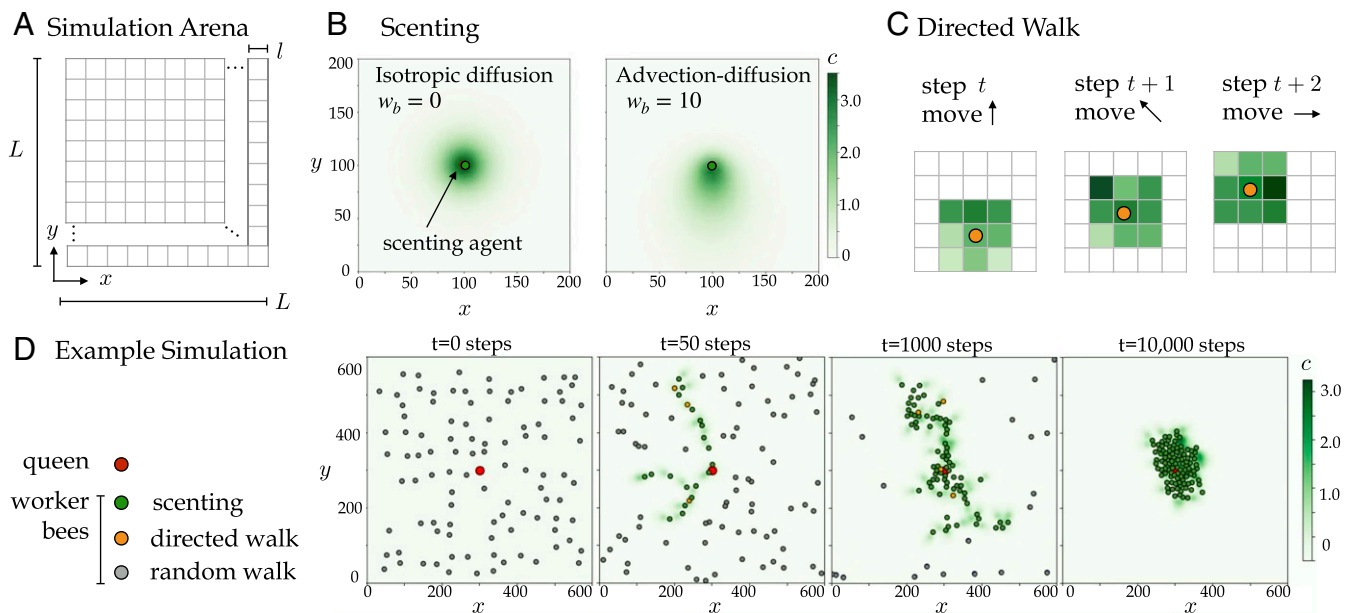 A Simulation Arena
l
L
y
x
L
B Scenting
Isotropic diffusion
w_b = 0
scenting agent
200
150
y 100
50
0
0 50 100 150 200
x
Advection-diffusion
w_b = 10
0 50 100 150 200
x
c
3.0
2.0
1.0
0
C Directed Walk
step t
move ↑
step t + 1
move ↖
step t + 2
move →
D Example Simulation
queen
worker bees
scenting
directed walk
random walk
t=0 steps
600
400
y
200
0
0 200 400 600
x
t=50 steps
0 200 400 600
x
t=1000 steps
0 200 400 600
x
t=10,000 steps
0 200 400 600
x
c
3.0
2.0
1.0
0